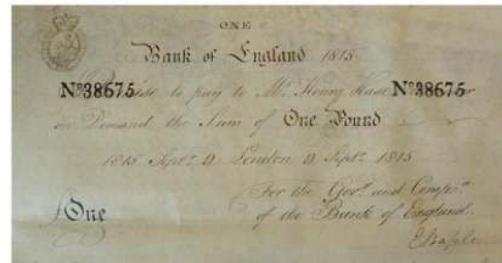 ONE
Bank of England 1815
Nº38675 Nº38675
I Promise to pay to Mr. Henry Hase or
on Demand the Sum of One Pound
1815 Septr. 9 London 9 Septr. 1815
For the Govr. and Compa.
of the Bank of England.
One